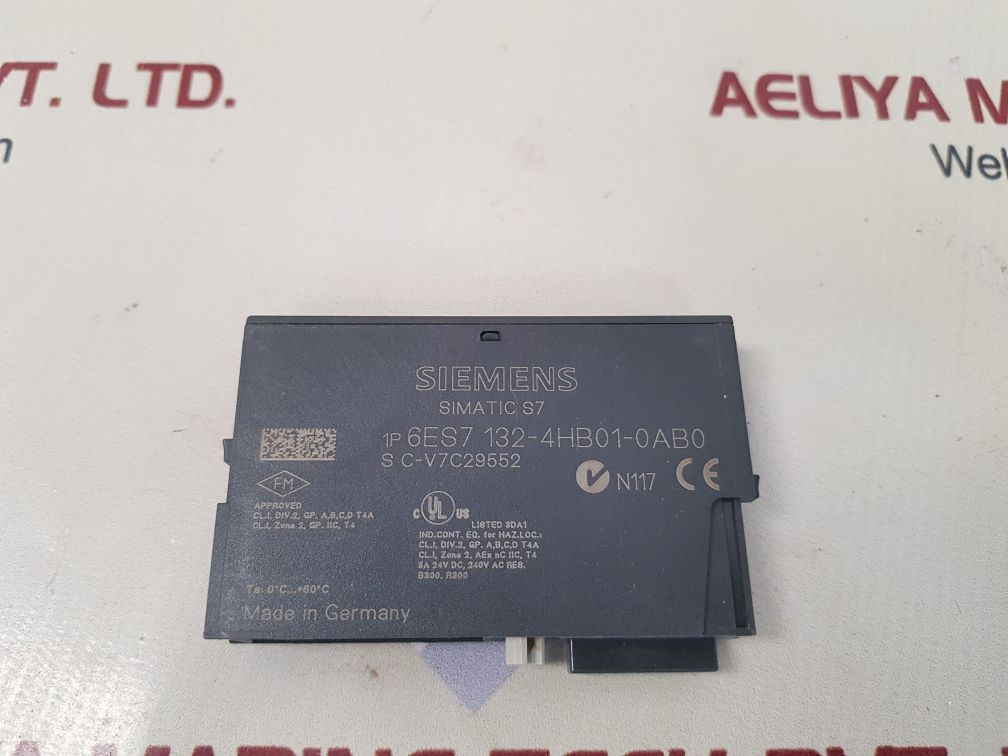 YT. LTD.
AELIYA M
Wel
SIEMENS
SIMATIC S7
1P 6ES7 132-4HB01-0AB0
S C-V7C29552
N117 CE
FM
APPROVED
CL.I, DIV.2, GP. A,B,C,D T4A
CL.I, Zone 2, GP. IIC, T4
C UL US
LISTED 3DA1
IND.CONT. EQ. for HAZ.LOC.:
CL.I, DIV.2, GP. A,B,C,D T4A
CL.I, Zone 2, AEx nC IIC, T4
5A 24V DC, 240V AC RES.
B300, R300
Ta: 0°C...+60°C
Made in Germany